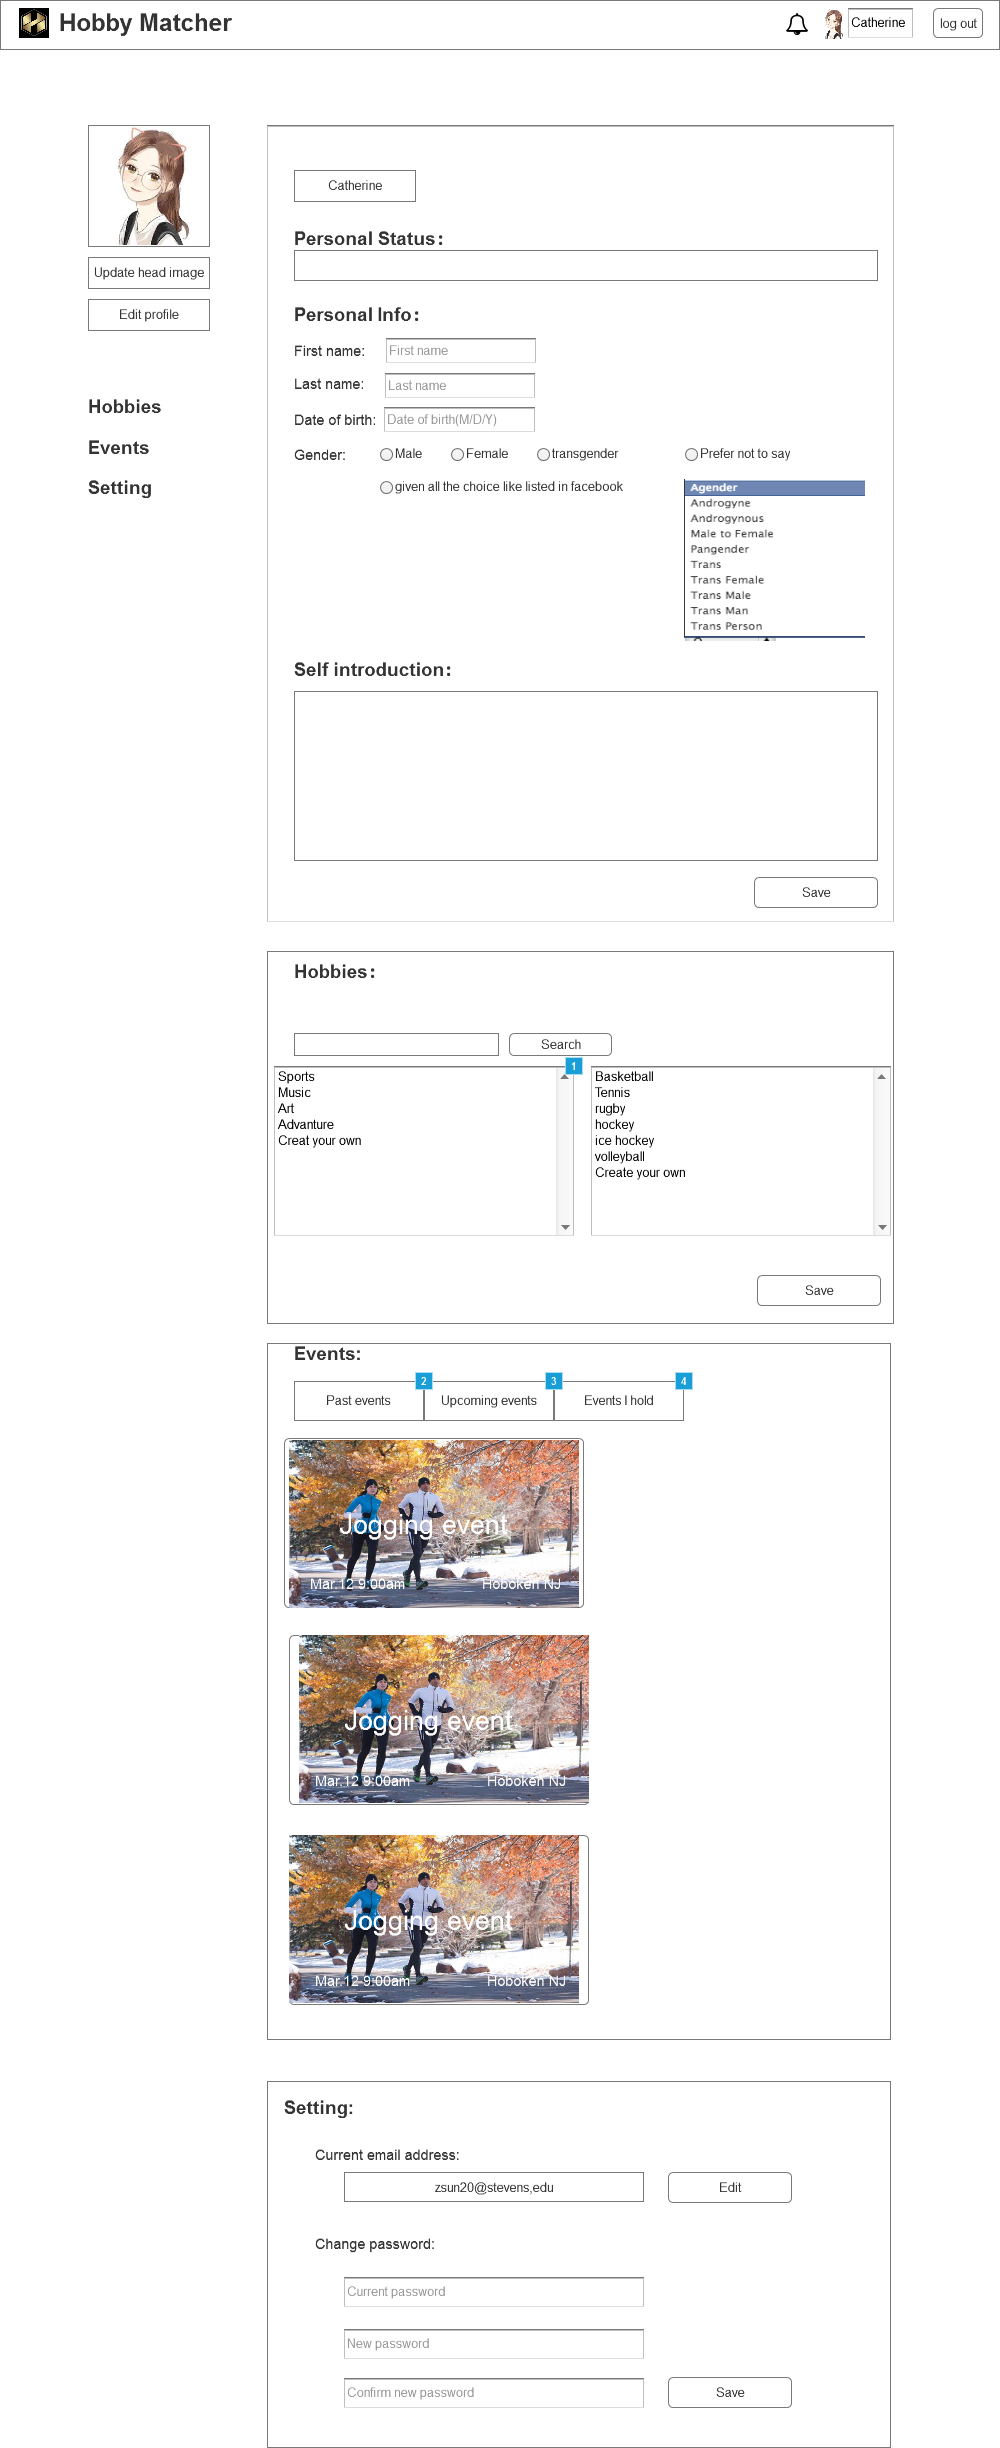 Hobby Matcher
Catherine
log out
Catherine
Update head image
Edit profile
Hobbies
Events
Setting
Personal Status:
Personal Info:
First name:
First name
Last name:
Last name
Date of birth:
Date of birth(M/D/Y)
Gender:
Male
Female
transgender
Prefer not to say
given all the choice like listed in facebook
Agender
Androgyne
Androgynous
Male to Female
Pangender
Trans
Trans Female
Trans Male
Trans Man
Trans Person
Self introduction:
Save
Hobbies:
Search
1
Sports
Music
Art
Advanture
Creat your own
Basketball
Tennis
rugby
hockey
ice hockey
volleyball
Create your own
Save
Events:
2
3
4
Past events
Upcoming events
Events I hold
Jogging event
Mar.12 9:00am
Hoboken NJ
Jogging event
Mar.12 9:00am
Hoboken NJ
Jogging event
Mar.12 9:00am
Hoboken NJ
Setting:
Current email address:
zsun20@stevens,edu
Edit
Change password:
Current password
New password
Confirm new password
Save